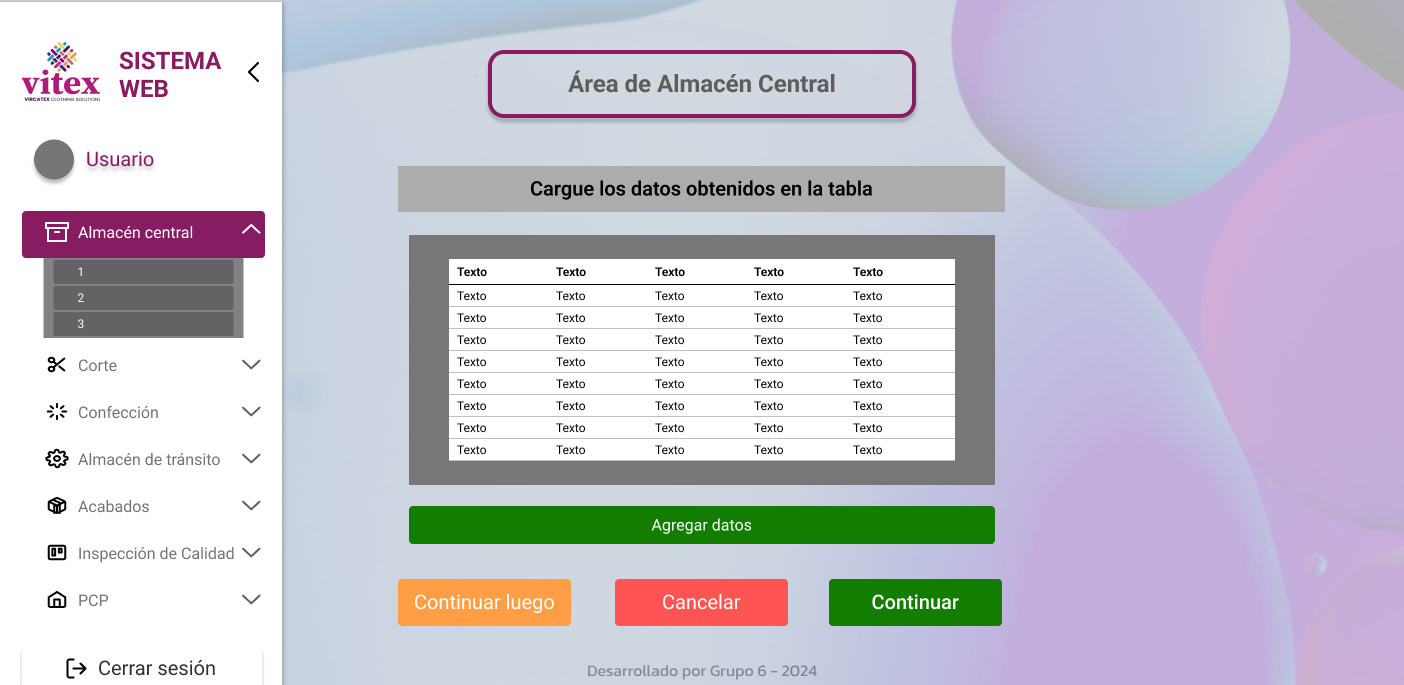 vitex
VIRCATEX CLOTHING SOLUTIONS
SISTEMA
WEB
Usuario
Almacén central
1
2
3
Corte
Confección
Almacén de tránsito
Acabados
Inspección de Calidad
PCP
Cerrar sesión
Área de Almacén Central
Cargue los datos obtenidos en la tabla
Texto Texto Texto Texto Texto
Texto Texto Texto Texto Texto
Texto Texto Texto Texto Texto
Texto Texto Texto Texto Texto
Texto Texto Texto Texto Texto
Texto Texto Texto Texto Texto
Texto Texto Texto Texto Texto
Texto Texto Texto Texto Texto
Texto Texto Texto Texto Texto
Agregar datos
Continuar luego
Cancelar
Continuar
Desarrollado por Grupo 6 - 2024